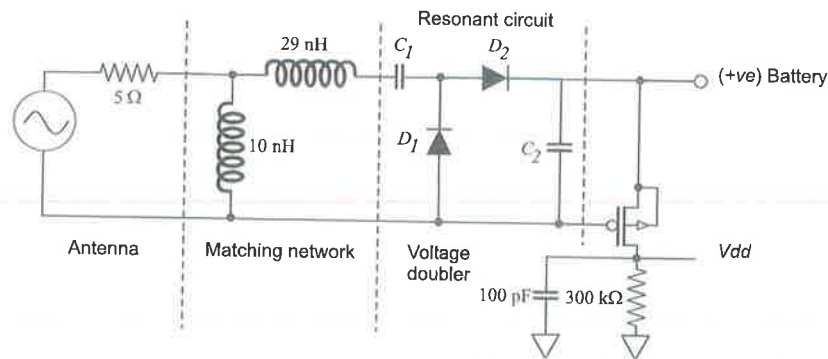 Resonant circuit
29 nH
C1
D2
(+ve) Battery
5 Ω
10 nH
D1
C2
Antenna
Matching network
Voltage
doubler
Vdd
100 pF
300 kΩ